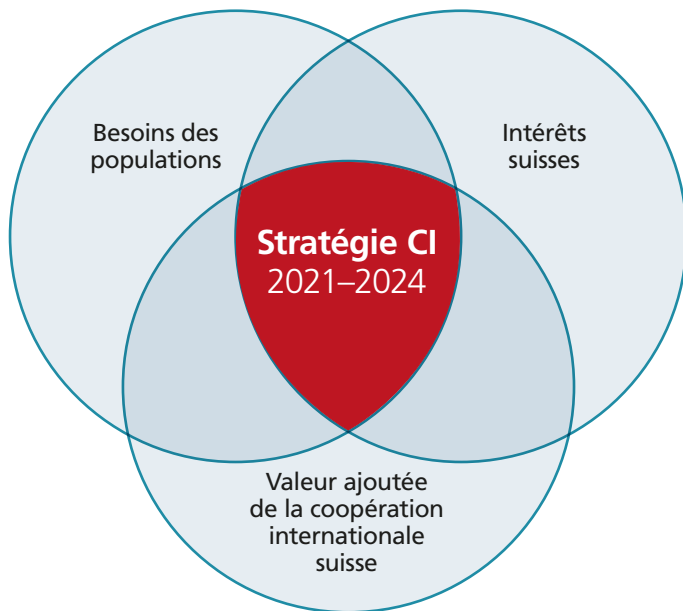 Besoins des
populations
Intérêts
suisses
Stratégie CI
2021–2024
Valeur ajoutée
de la coopération
internationale
suisse